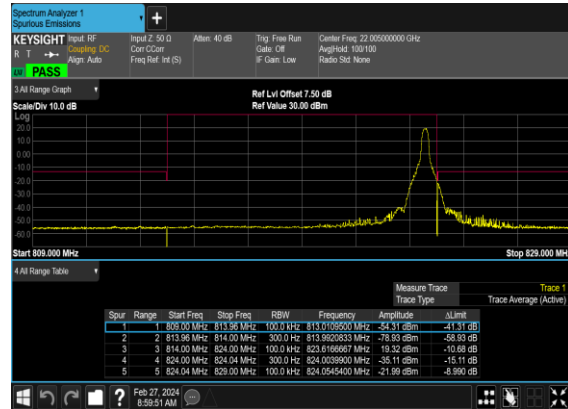 Spectrum Analyzer 1
Spurious Emissions
+
KEYSIGHT Input: RF Input Z: 50 Ω Atten: 40 dB Trig: Free Run Center Freq: 22.005000000 GHz
R T Coupling: DC Corr CCorr Gate: Off Avg|Hold: 100/100
Align: Auto Freq Ref: Int (S) IF Gain: Low Radio Std: None
LW PASS
3 All Range Graph
Ref Lvl Offset 7.50 dB
Scale/Div 10.0 dB Ref Value 30.00 dBm
Log
20.0
10.0
0.00
-10.0
-20.0
-30.0
-40.0
-50.0
-60.0
Start 809.000 MHz Stop 829.000 MH
4 All Range Table
Measure Trace Trace 1
Trace Type Trace Average (Active)
Spur Range Start Freq Stop Freq RBW Frequency Amplitude ΔLimit
1 1 809.00 MHz 813.96 MHz 100.0 kHz 813.0109500 MHz -54.31 dBm -41.31 dB
2 2 813.96 MHz 814.00 MHz 300.0 Hz 813.9920833 MHz -78.93 dBm -58.93 dB
3 3 814.00 MHz 824.00 MHz 100.0 kHz 823.6166667 MHz 19.32 dBm -10.68 dB
4 4 824.00 MHz 824.04 MHz 300.0 Hz 824.0039900 MHz -35.11 dBm -15.11 dB
5 5 824.04 MHz 829.00 MHz 100.0 kHz 824.0545400 MHz -21.99 dBm -8.990 dB
? Feb 27, 2024
8:59:51 AM